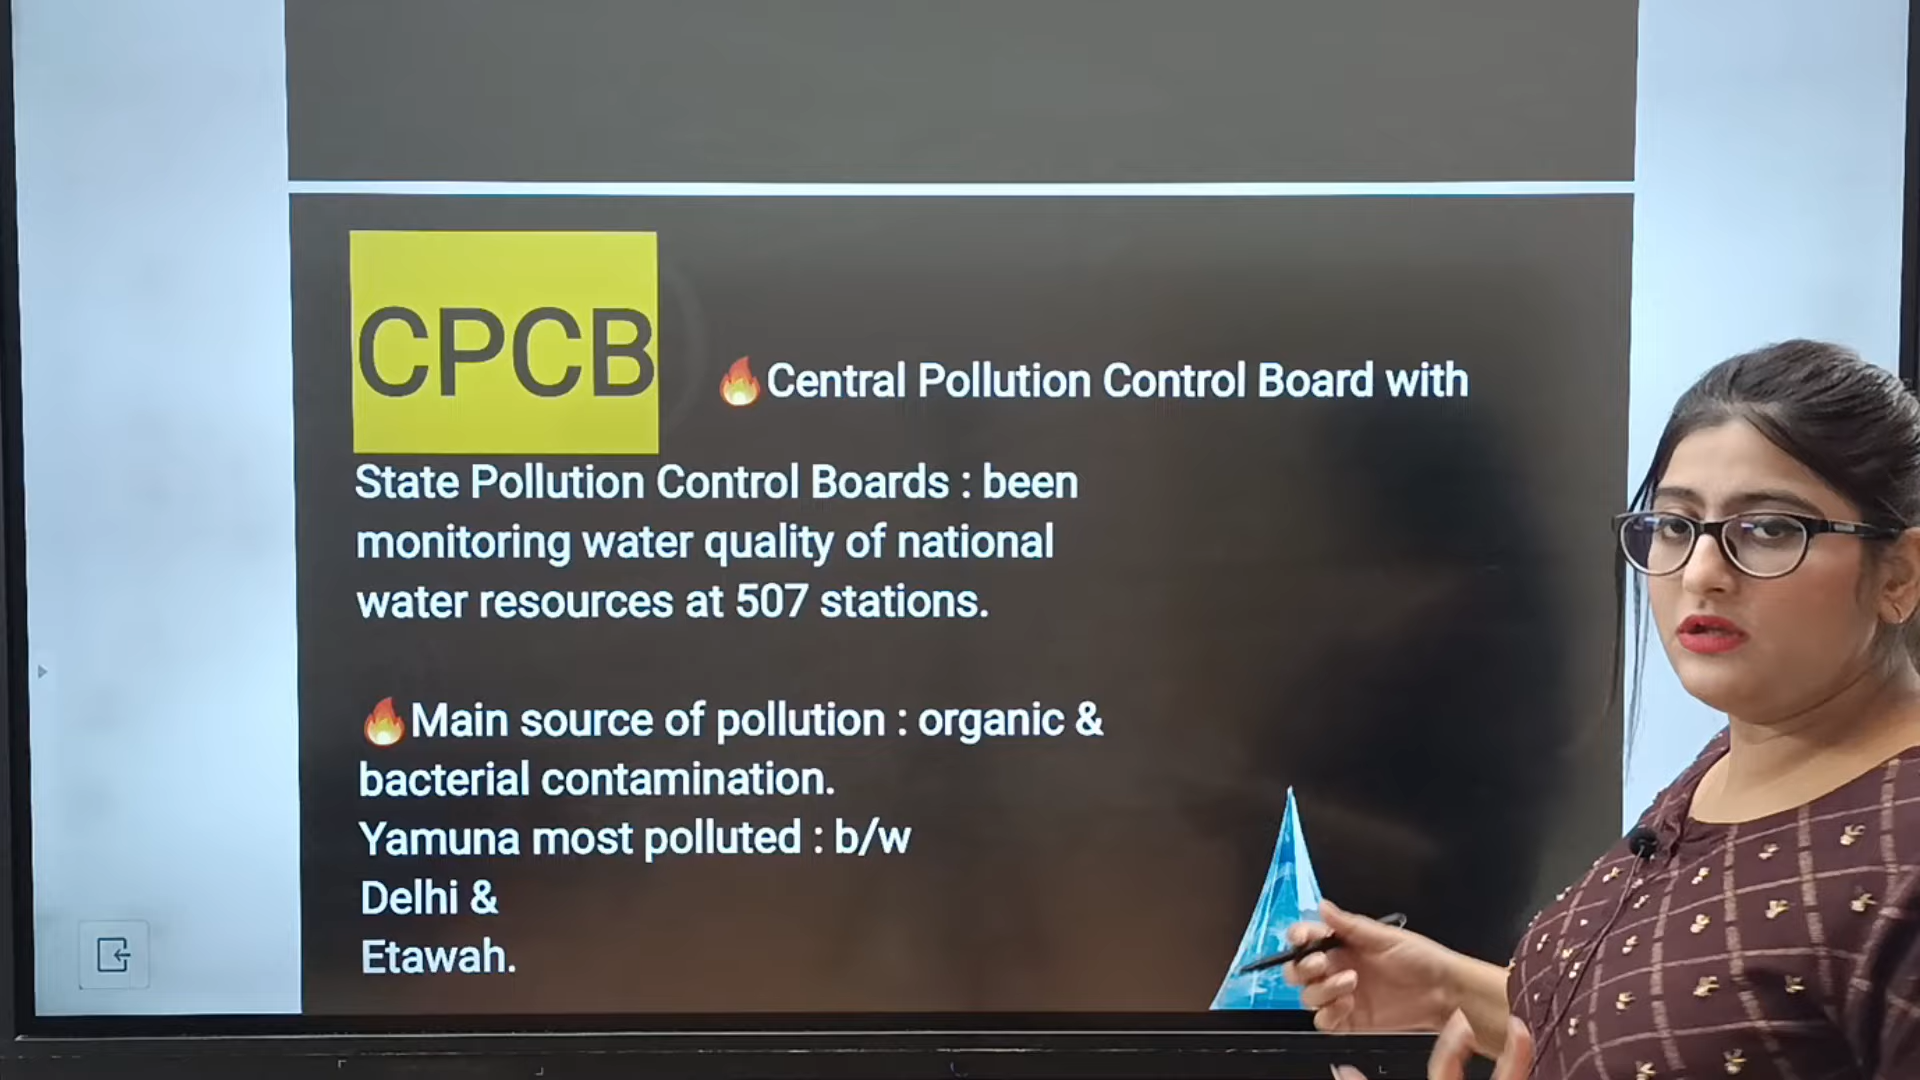 CPCB
🔥Central Pollution Control Board with
State Pollution Control Boards : been
monitoring water quality of national
water resources at 507 stations.
🔥Main source of pollution : organic &
bacterial contamination.
Yamuna most polluted : b/w
Delhi &
Etawah.